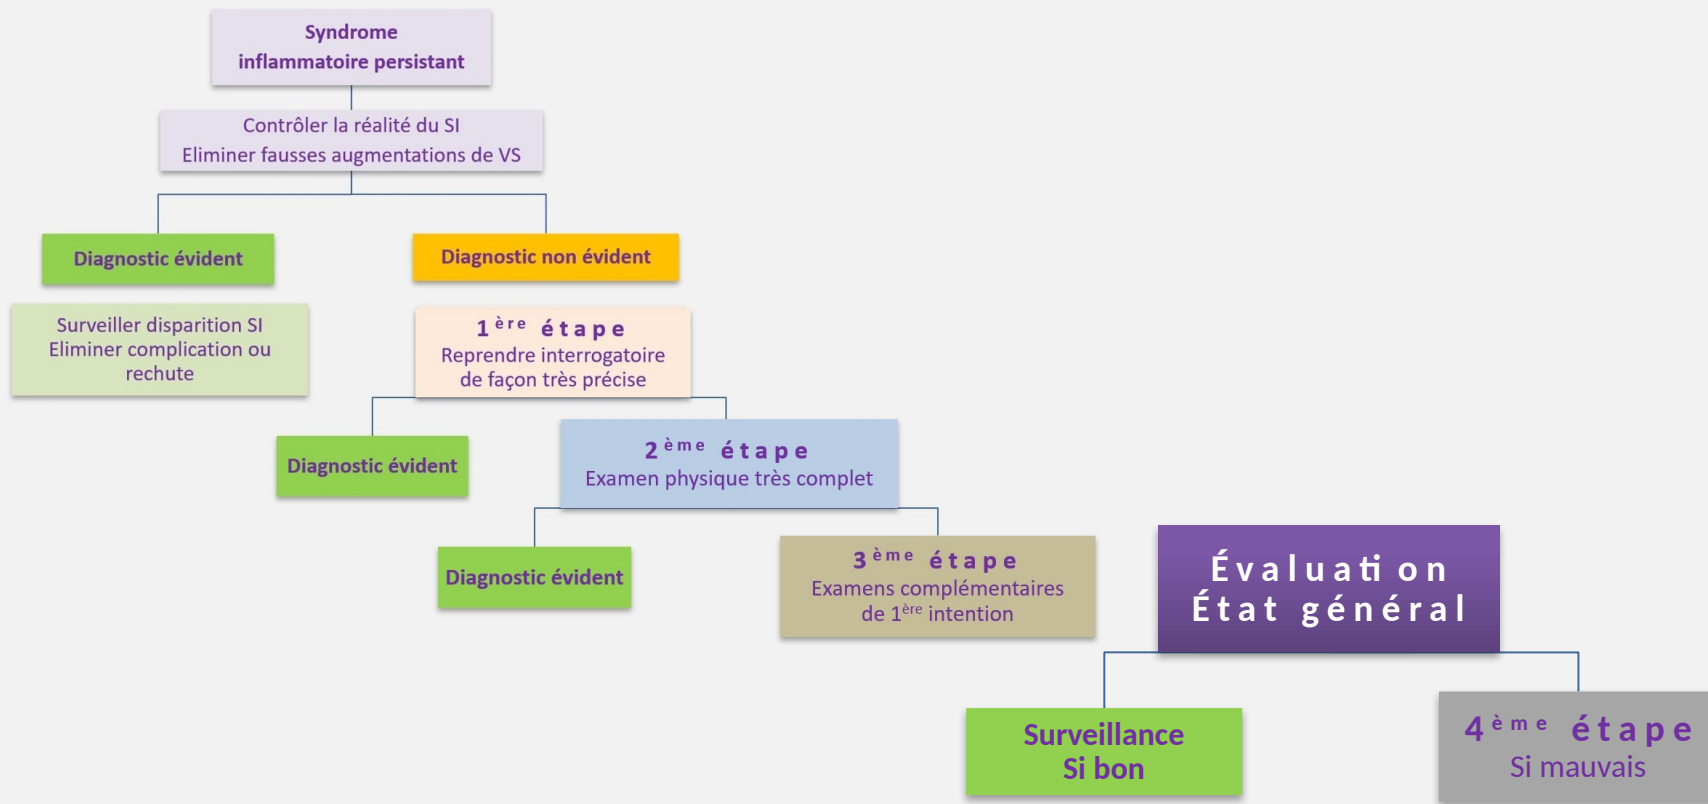 Syndrome
inflammatoire persistant
Contrôler la réalité du SI
Eliminer fausses augmentations de VS
Diagnostic évident
Diagnostic non évident
Surveiller disparition SI
Eliminer complication ou
rechute
1ère étape
Reprendre interrogatoire
de façon très précise
Diagnostic évident
2ème étape
Examen physique très complet
Diagnostic évident
3ème étape
Examens complémentaires
de 1ère intention
Évaluation
État général
Surveillance
Si bon
4ème étape
Si mauvais